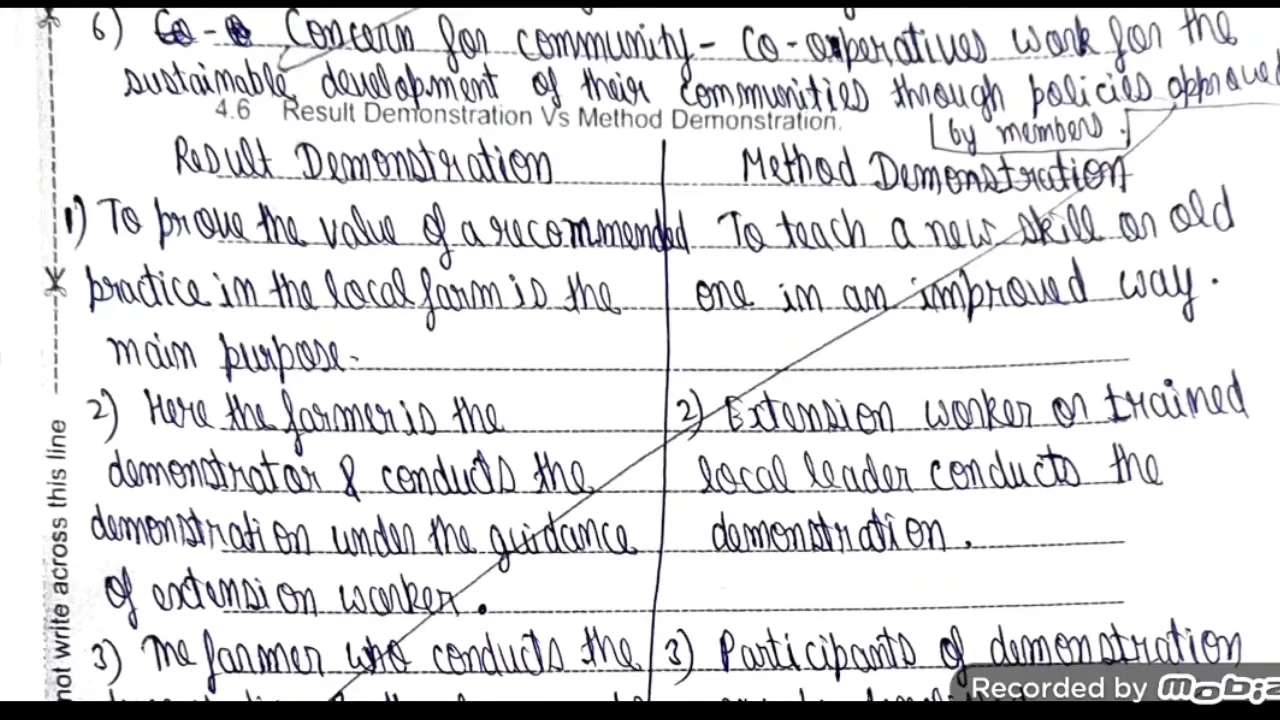 6) Concern for community - Co-operatives work for the
sustainable development of their communities through policies approved
by members.
4.6 Result Demonstration Vs Method Demonstration.
Result Demonstration
Method Demonstration
1) To prove the value of a recommended
practice in the local farm is the
main purpose.
To teach a new skill or old
one in an improved way.
2) Here the farmer is the
demonstrator & conducts the
demonstration under the guidance
of extension worker.
2) Extension worker or trained
local leader conducts the
demonstration.
3) The farmer who conducts the
3) Participants of demonstration
not write across this line
Recorded by